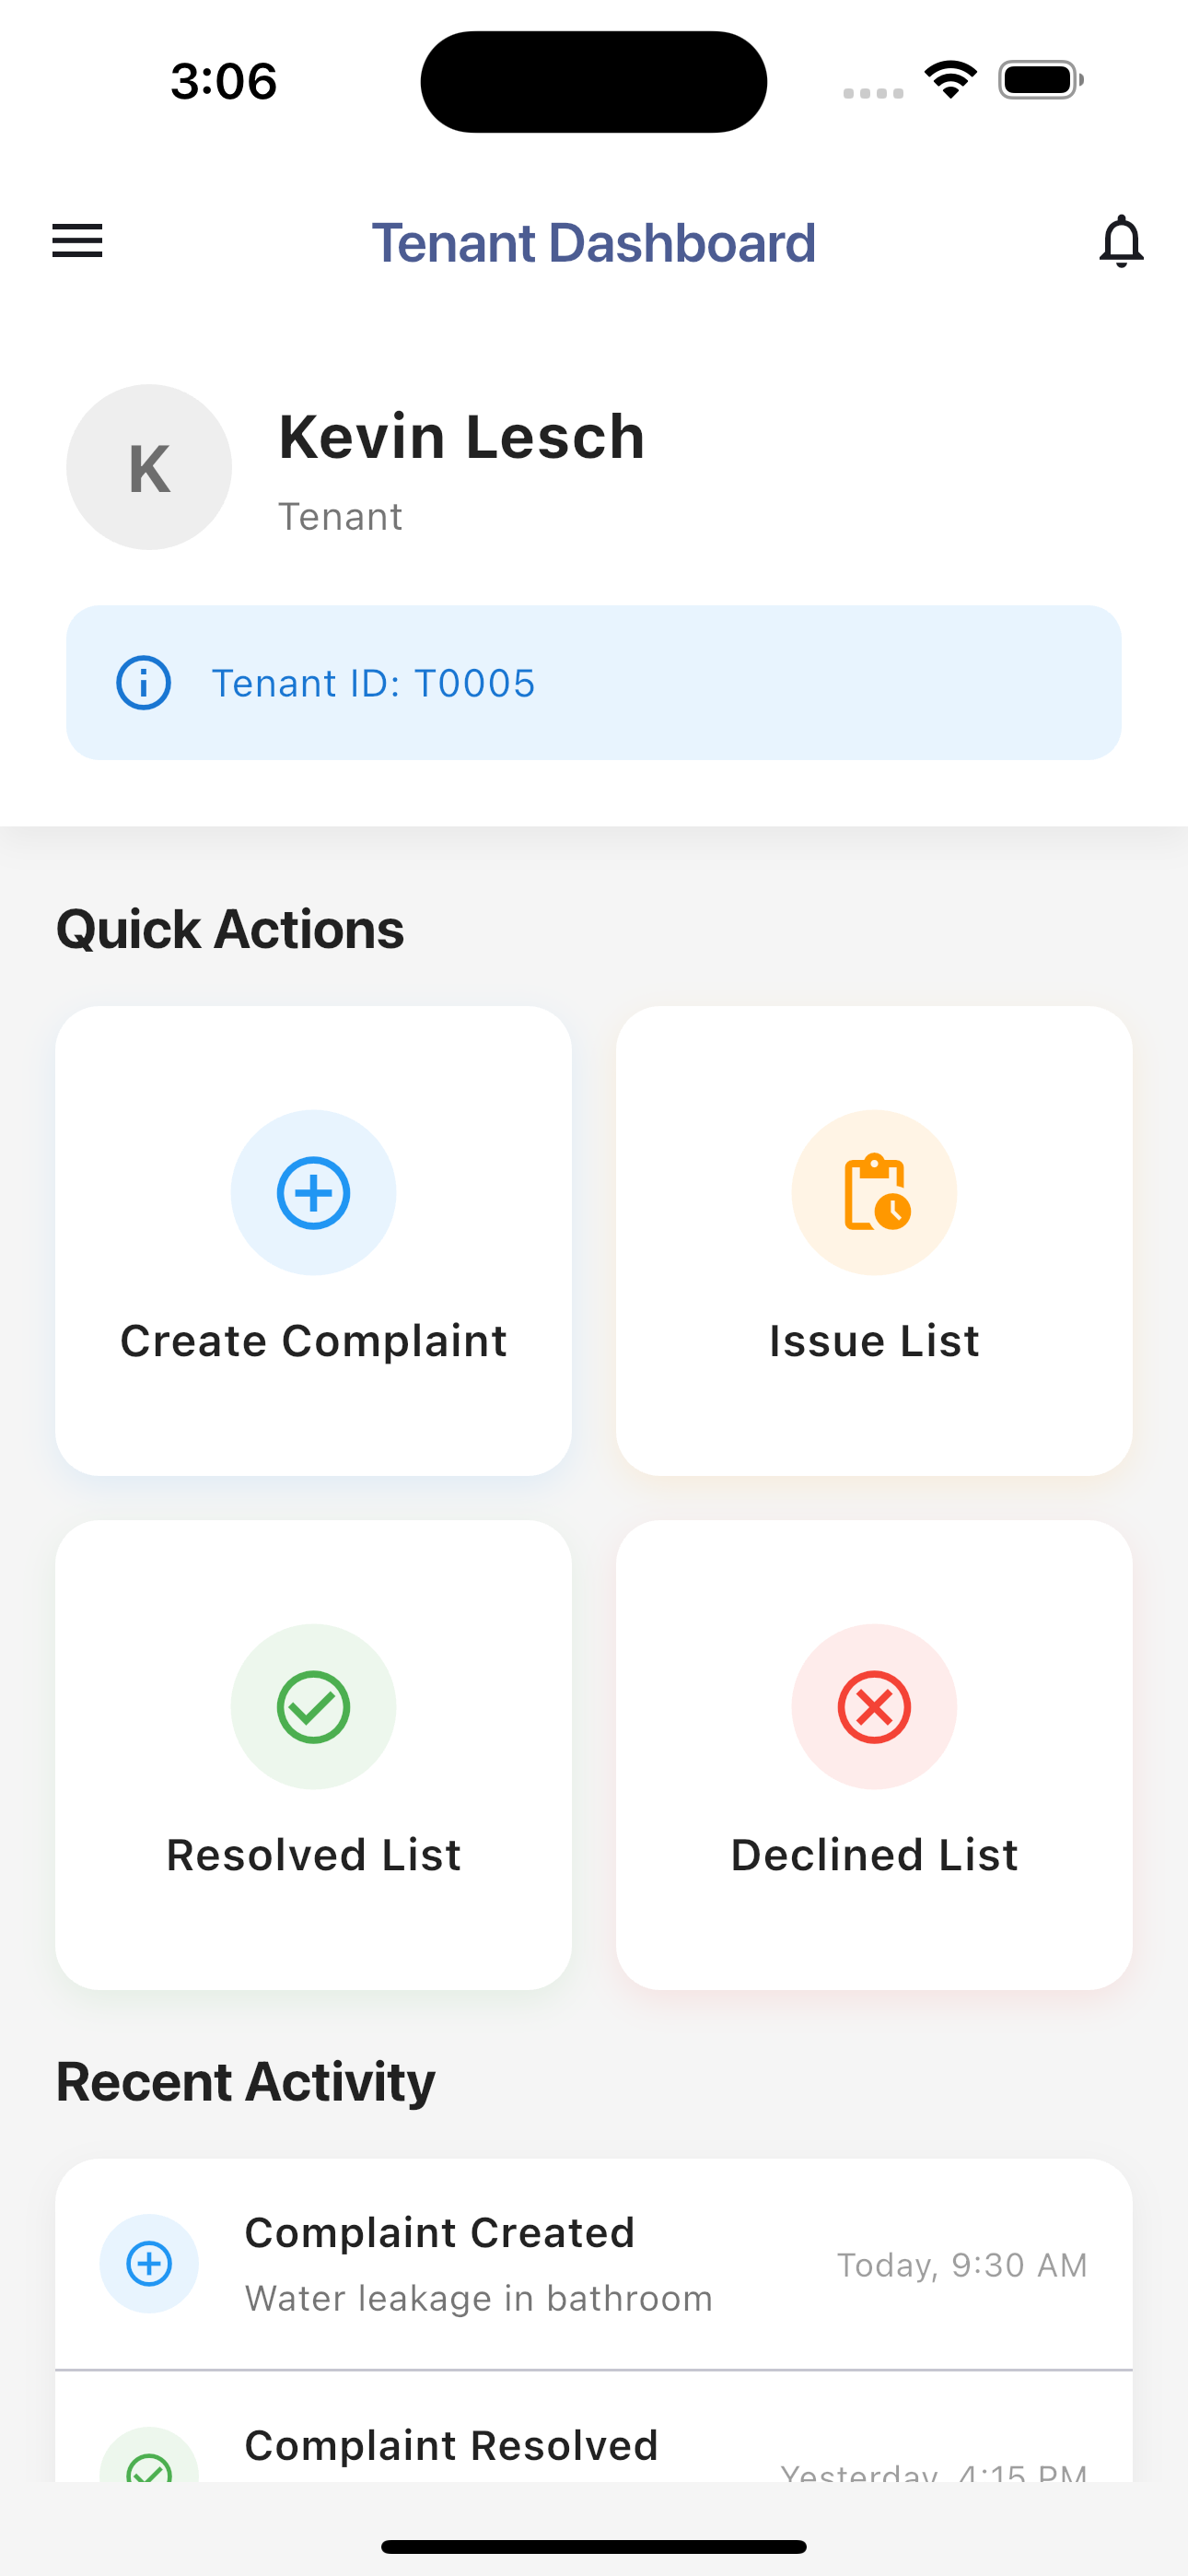 3:06
Tenant Dashboard
K
Kevin Lesch
Tenant
Tenant ID: T0005
Quick Actions
Create Complaint
Issue List
Resolved List
Declined List
Recent Activity
Complaint Created
Today, 9:30 AM
Water leakage in bathroom
Complaint Resolved
Yesterday, 4:15 PM